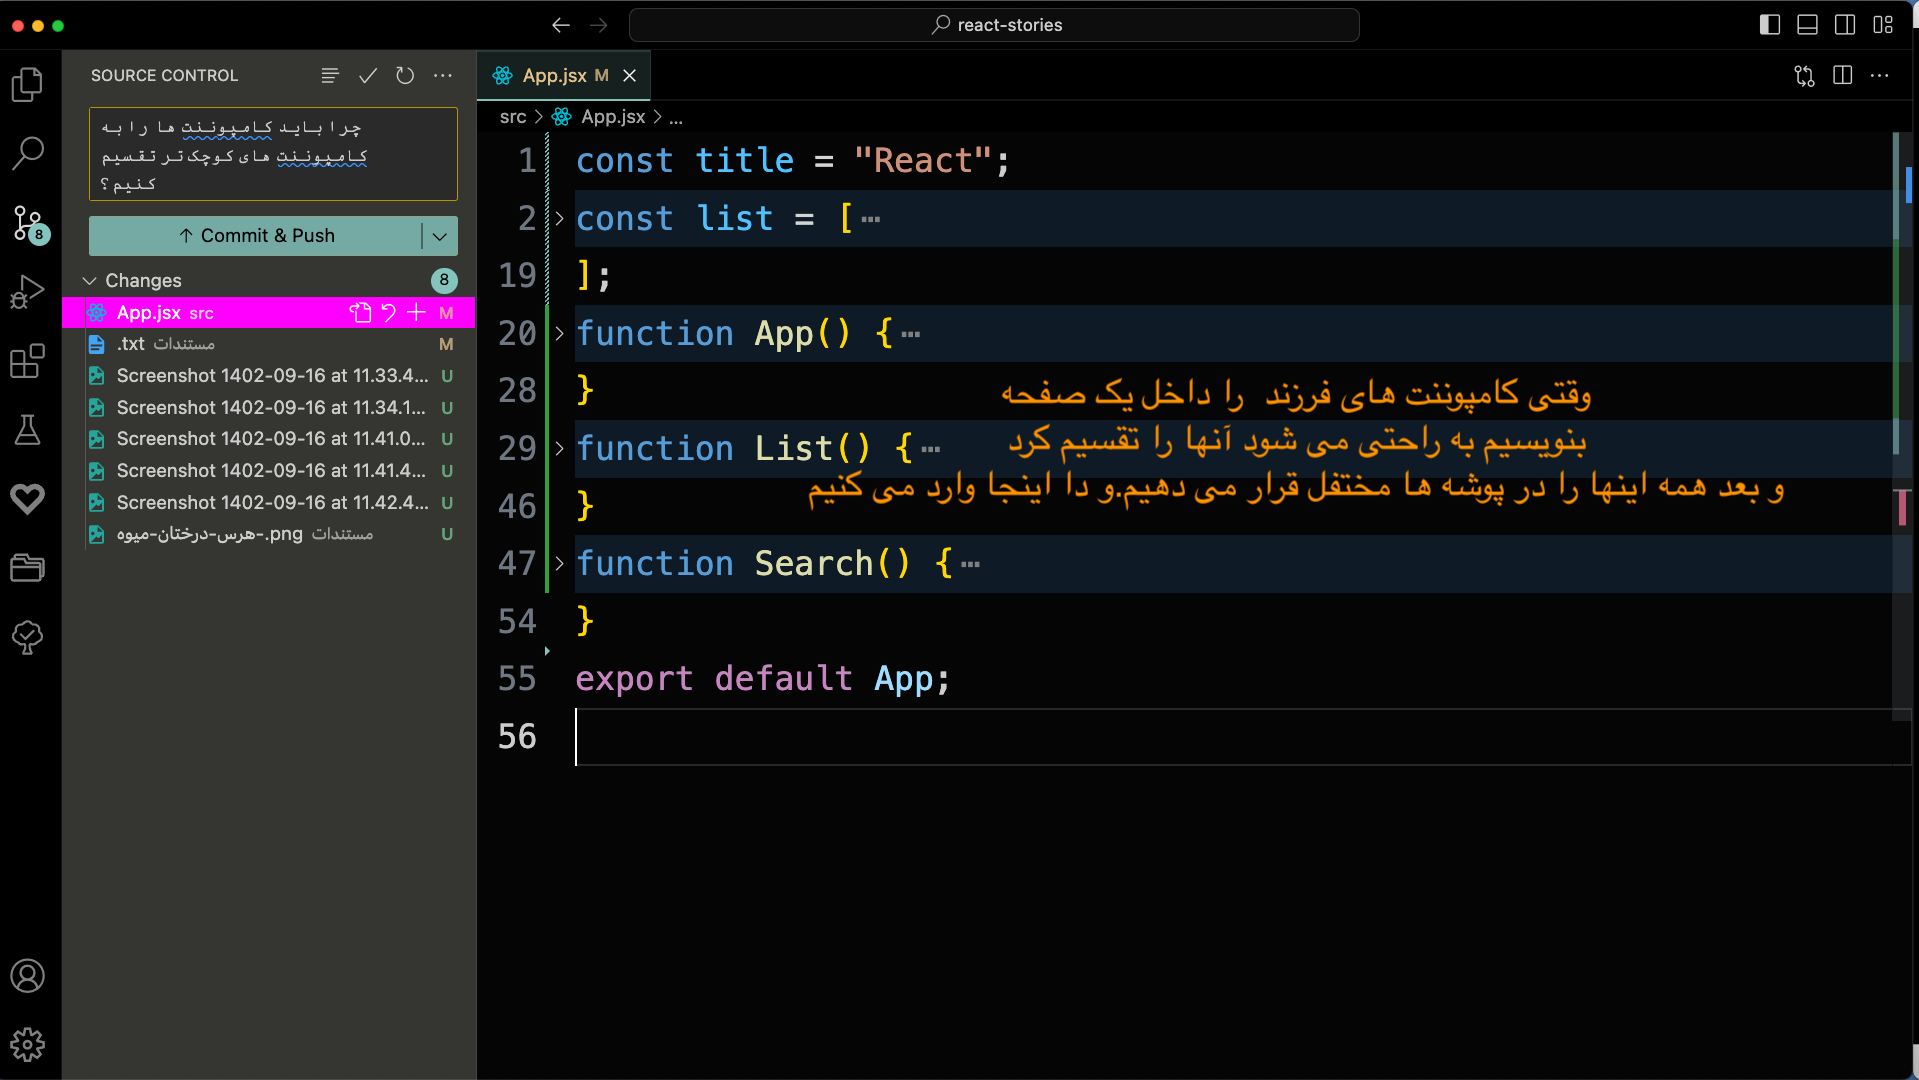 react-stories
SOURCE CONTROL
چرا باید کامپوننت ها را به
کامپوننت های کوچک‌تر تقسیم
کنیم؟
Commit & Push
Changes
8
8
App.jsx src M
.txt مستندات M
Screenshot 1402-09-16 at 11.33.4... U
Screenshot 1402-09-16 at 11.34.1... U
Screenshot 1402-09-16 at 11.41.0... U
Screenshot 1402-09-16 at 11.41.4... U
Screenshot 1402-09-16 at 11.42.4... U
هرس-درختان-میوه-.png مستندات U
App.jsx M
src > App.jsx > ...
1 const title = "React";
2 const list = [⋯
19 ];
20 function App() {⋯
28 }
29 function List() {⋯
46 }
47 function Search() {⋯
54 }
55 export default App;
56
وقتی کامپوننت های فرزند را داخل یک صفحه
بنویسیم به راحتی می شود آنها را تقسیم کرد
و بعد همه اینها را در پوشه ها مختفل قرار می دهیم.و دا اینجا وارد می کنیم